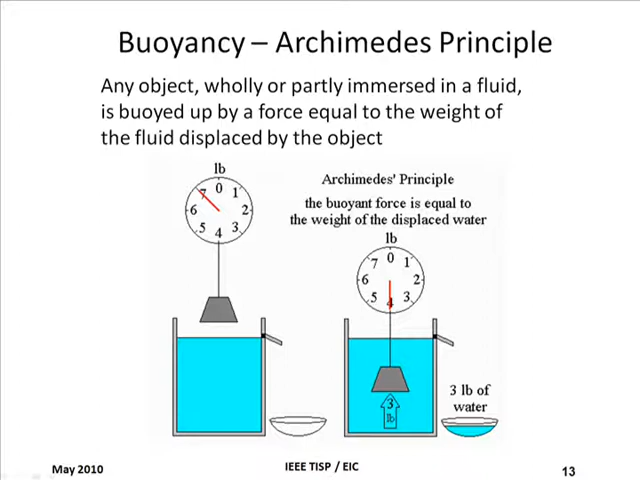 Buoyancy – Archimedes Principle
Any object, wholly or partly immersed in a fluid,
is buoyed up by a force equal to the weight of
the fluid displaced by the object
lb
0
1
2
3
4
5
6
7
Archimedes' Principle
the buoyant force is equal to
the weight of the displaced water
lb
0
1
2
3
4
5
6
7
3
lb
3 lb of
water
May 2010
IEEE TISP / EIC
13